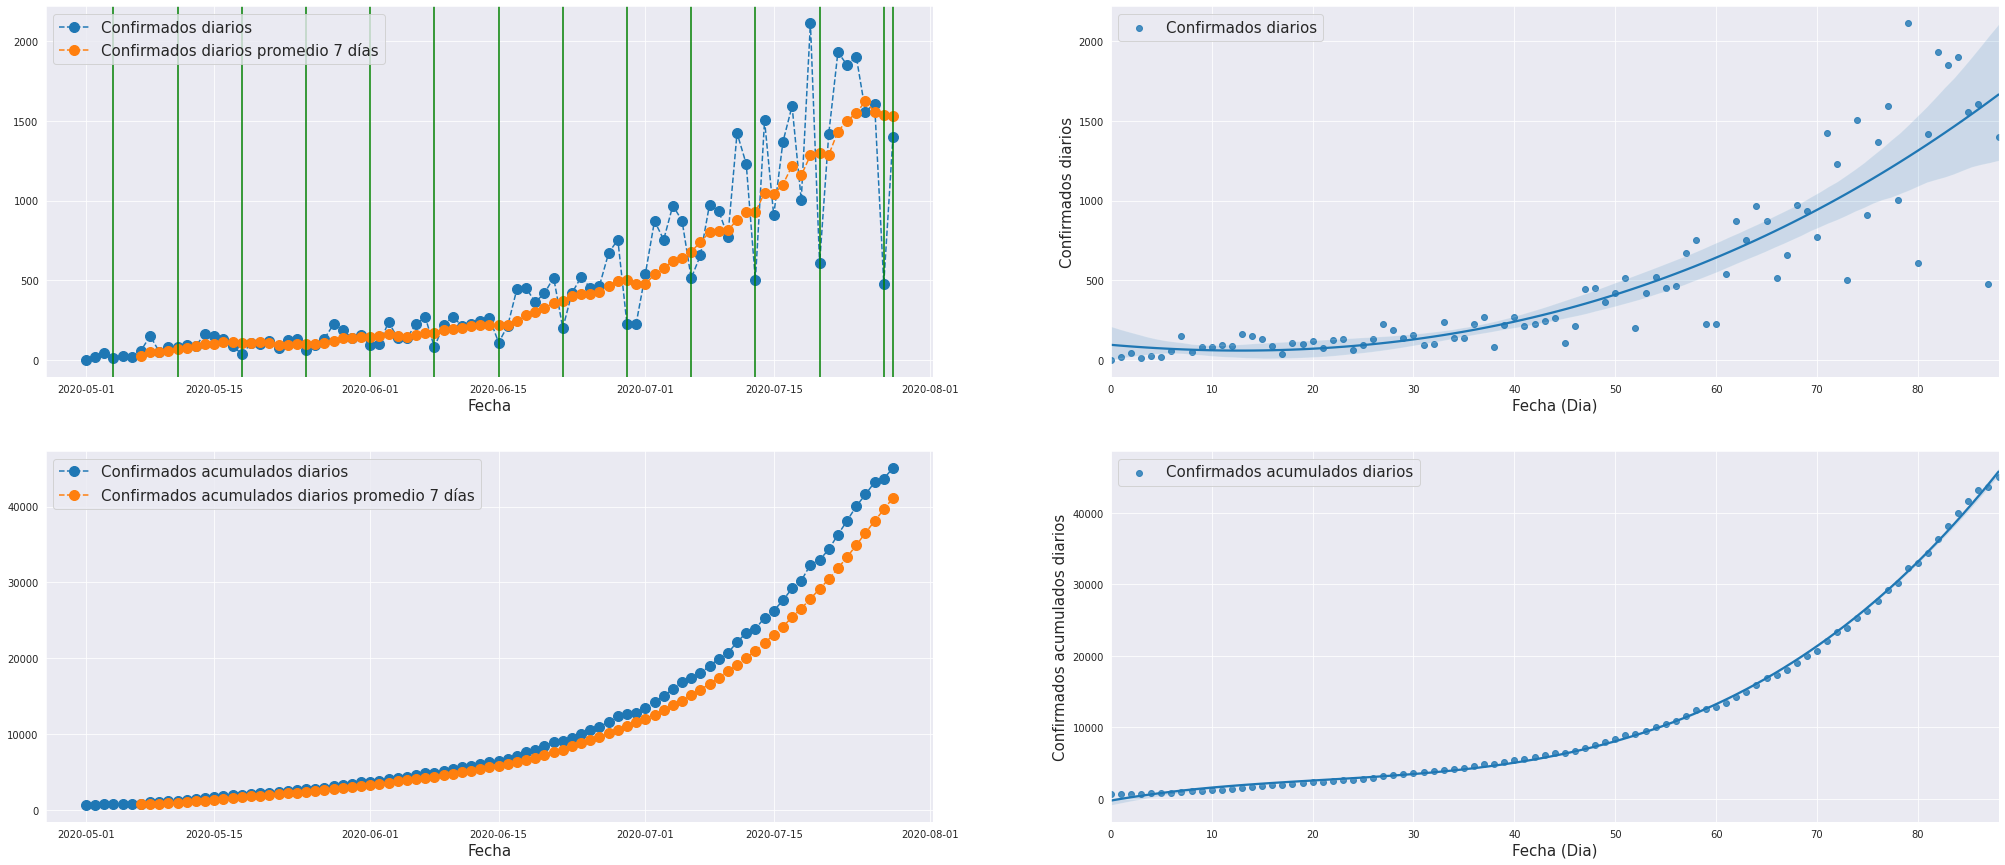 Confirmados diarios
Confirmados diarios promedio 7 días
2000
1500
1000
500
0
2020-05-01 2020-05-15 2020-06-01 2020-06-15 2020-07-01 2020-07-15 2020-08-01
Fecha
Confirmados diarios
Confirmados diarios
2000
1500
1000
500
0
0 10 20 30 40 50 60 70 80
Fecha (Dia)
Confirmados acumulados diarios
Confirmados acumulados diarios promedio 7 días
40000
30000
20000
10000
0
2020-05-01 2020-05-15 2020-06-01 2020-06-15 2020-07-01 2020-07-15 2020-08-01
Fecha
Confirmados acumulados diarios
Confirmados acumulados diarios
40000
30000
20000
10000
0
0 10 20 30 40 50 60 70 80
Fecha (Dia)